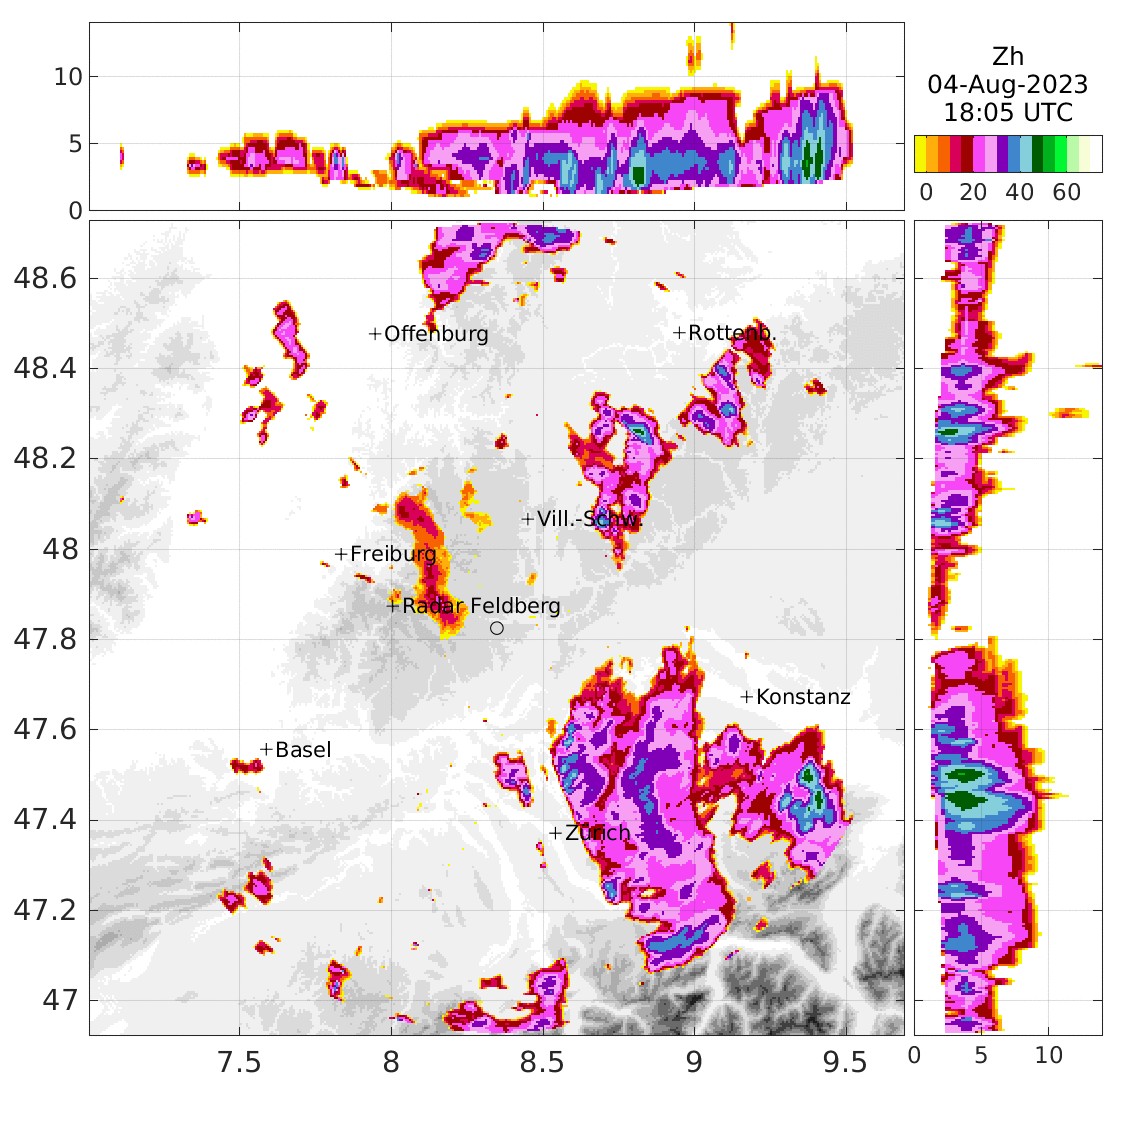 Zh
04-Aug-2023
18:05 UTC
0 20 40 60
10
5
0
48.6
+Offenburg
+Rottenb.
48.4
48.2
+Vill.-Schw.
48
+Freiburg
+Radar Feldberg
47.8
+Konstanz
47.6
+Basel
47.4
+Zürich
47.2
47
7.5 8 8.5 9 9.5
0 5 10